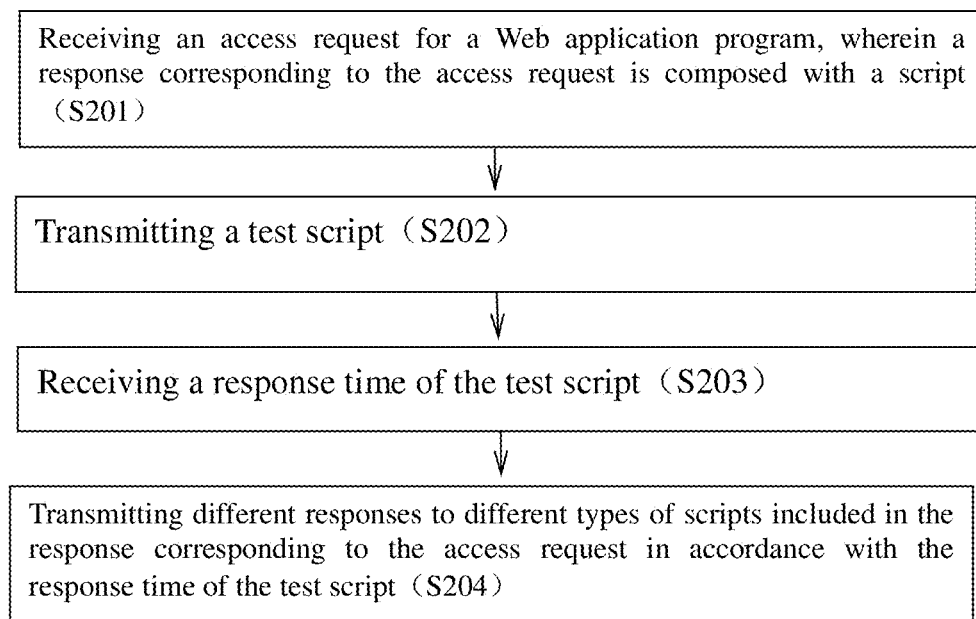 Receiving an access request for a Web application program, wherein a
response corresponding to the access request is composed with a script
（S201）
Transmitting a test script（S202）
Receiving a response time of the test script（S203）
Transmitting different responses to different types of scripts included in the
response corresponding to the access request in accordance with the
response time of the test script（S204）